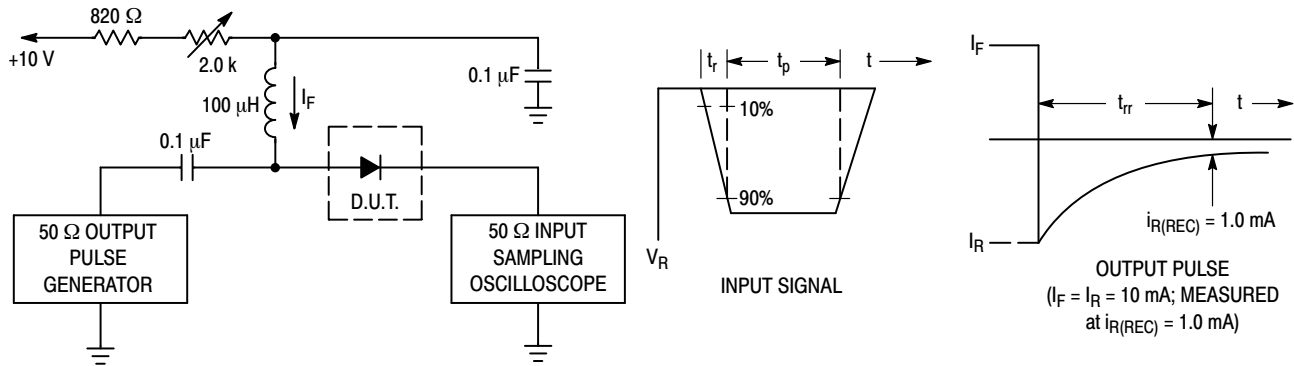 820 Ω
+10 V
2.0 k
100 μH
I_F
0.1 μF
0.1 μF
D.U.T.
50 Ω OUTPUT
PULSE
GENERATOR
50 Ω INPUT
SAMPLING
OSCILLOSCOPE
t_r
t_p
t
10%
90%
V_R
INPUT SIGNAL
I_F
t_rr
t
I_R
i_R(REC) = 1.0 mA
OUTPUT PULSE
(I_F = I_R = 10 mA; MEASURED
at i_R(REC) = 1.0 mA)